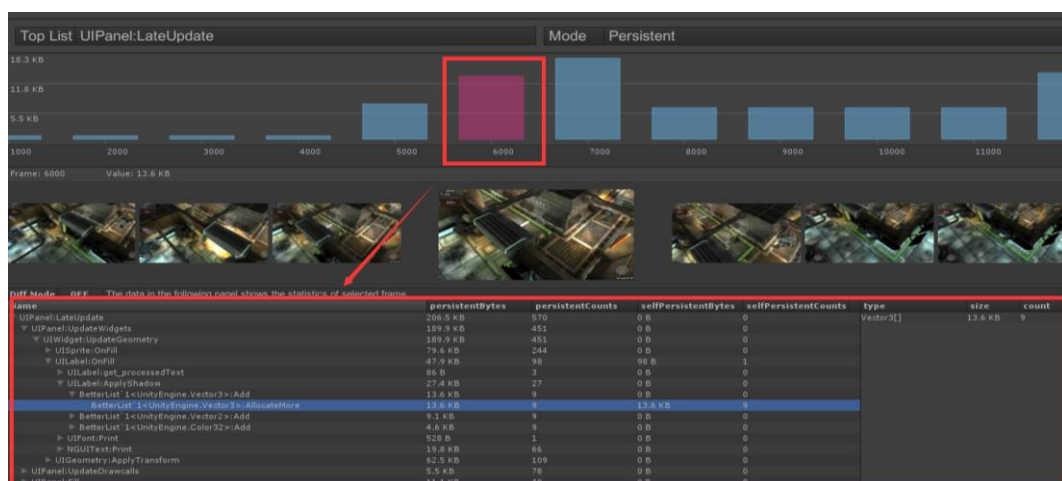 Top List UIPanel:LateUpdate Mode Persistent
18.3 KB
11.8 KB
5.5 KB
1000 2000 3000 4000 5000 6000 7000 8000 9000 10000 11000
Frame: 6000 Value: 13.6 KB
Diff Mode OFF The data in the following panel shows the statistics of selected frame
Name persistentBytes persistentCounts selfPersistentBytes selfPersistentCounts type size count
UIPanel:LateUpdate 206.5 KB 570 0 B 0 Vector3[] 13.6 KB 9
UIPanel:UpdateWidgets 189.9 KB 451 0 B 0
UIWidget:UpdateGeometry 189.9 KB 451 0 B 0
UISprite:OnFill 79.6 KB 244 0 B 0
UILabel:OnFill 47.9 KB 98 98 B 1
UILabel:get_processedText 86 B 3 0 B 0
UILabel:ApplyShadow 27.4 KB 27 0 B 0
BetterList`1<UnityEngine.Vector3>:Add 13.6 KB 9 0 B 0
BetterList`1<UnityEngine.Vector3>:AllocateMore 13.6 KB 9 13.6 KB 9
BetterList`1<UnityEngine.Vector2>:Add 9.1 KB 9 0 B 0
BetterList`1<UnityEngine.Color32>:Add 4.6 KB 9 0 B 0
UIFont:Print 528 B 1 0 B 0
NGUIText:Print 19.8 KB 66 0 B 0
UIGeometry:ApplyTransform 62.5 KB 109 0 B 0
UIPanel:UpdateDrawcalls 5.5 KB 78 0 B 0